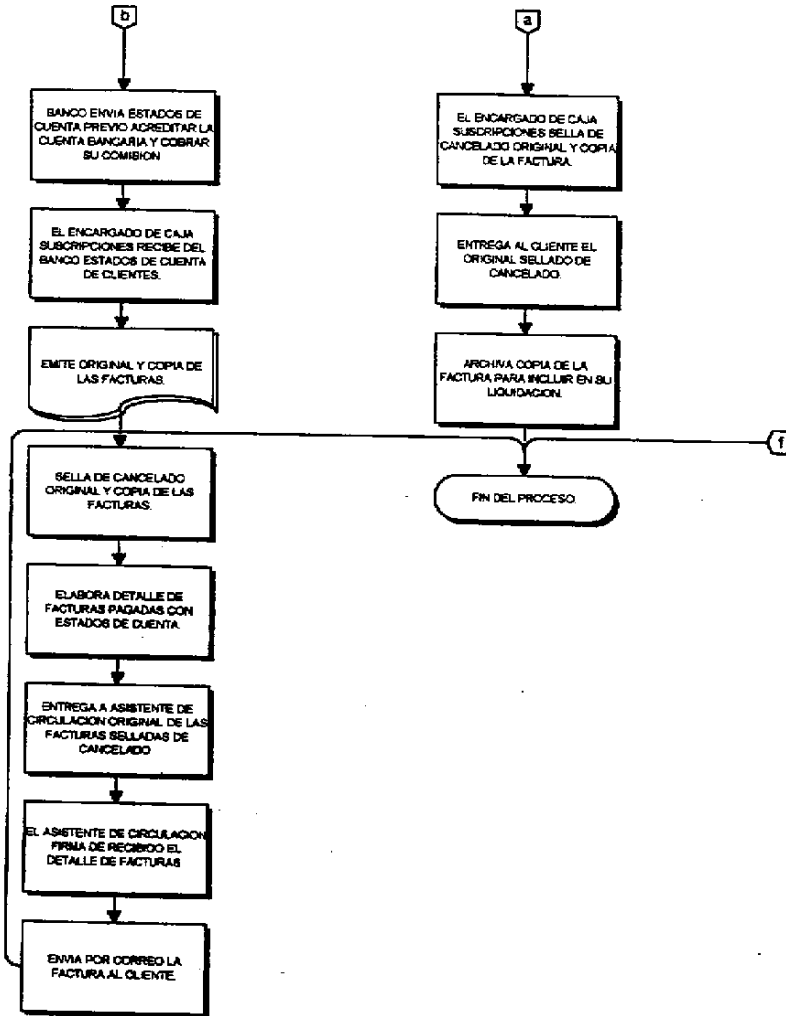 b
BANCO ENVIA ESTADOS DE
CUENTA PREVIO ACREDITAR LA
CUENTA BANCARIA Y COBRAR
SU COMISION
EL ENCARGADO DE CAJA
SUSCRIPCIONES RECIBE DEL
BANCO ESTADOS DE CUENTA
DE CLIENTES.
EMITE ORIGINAL Y COPIA DE
LAS FACTURAS.
SELLA DE CANCELADO
ORIGINAL Y COPIA DE LAS
FACTURAS.
ELABORA DETALLE DE
FACTURAS PAGADAS CON
ESTADOS DE CUENTA.
ENTREGA A ASISTENTE DE
CIRCULACION ORIGINAL DE LAS
FACTURAS SELLADAS DE
CANCELADO
EL ASISTENTE DE CIRCULACION
FIRMA DE RECIBIDO EL
DETALLE DE FACTURAS
ENVIA POR CORREO LA
FACTURA AL CLIENTE.
a
EL ENCARGADO DE CAJA
SUSCRIPCIONES SELLA DE
CANCELADO ORIGINAL Y COPIA
DE LA FACTURA.
ENTREGA AL CLIENTE EL
ORIGINAL SELLADO DE
CANCELADO.
ARCHIVA COPIA DE LA
FACTURA PARA INCLUIR EN SU
LIQUIDACION.
f
FIN DEL PROCESO